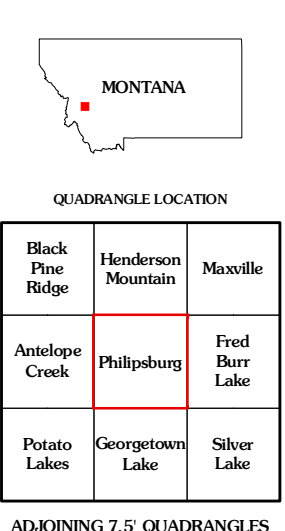 MONTANA
QUADRANGLE LOCATION
Black
Pine
Ridge
Henderson
Mountain
Maxville
Antelope
Creek
Philipsburg
Fred
Burr
Lake
Potato
Lakes
Georgetown
Lake
Silver
Lake
ADJOINING 7.5' QUADRANGLES